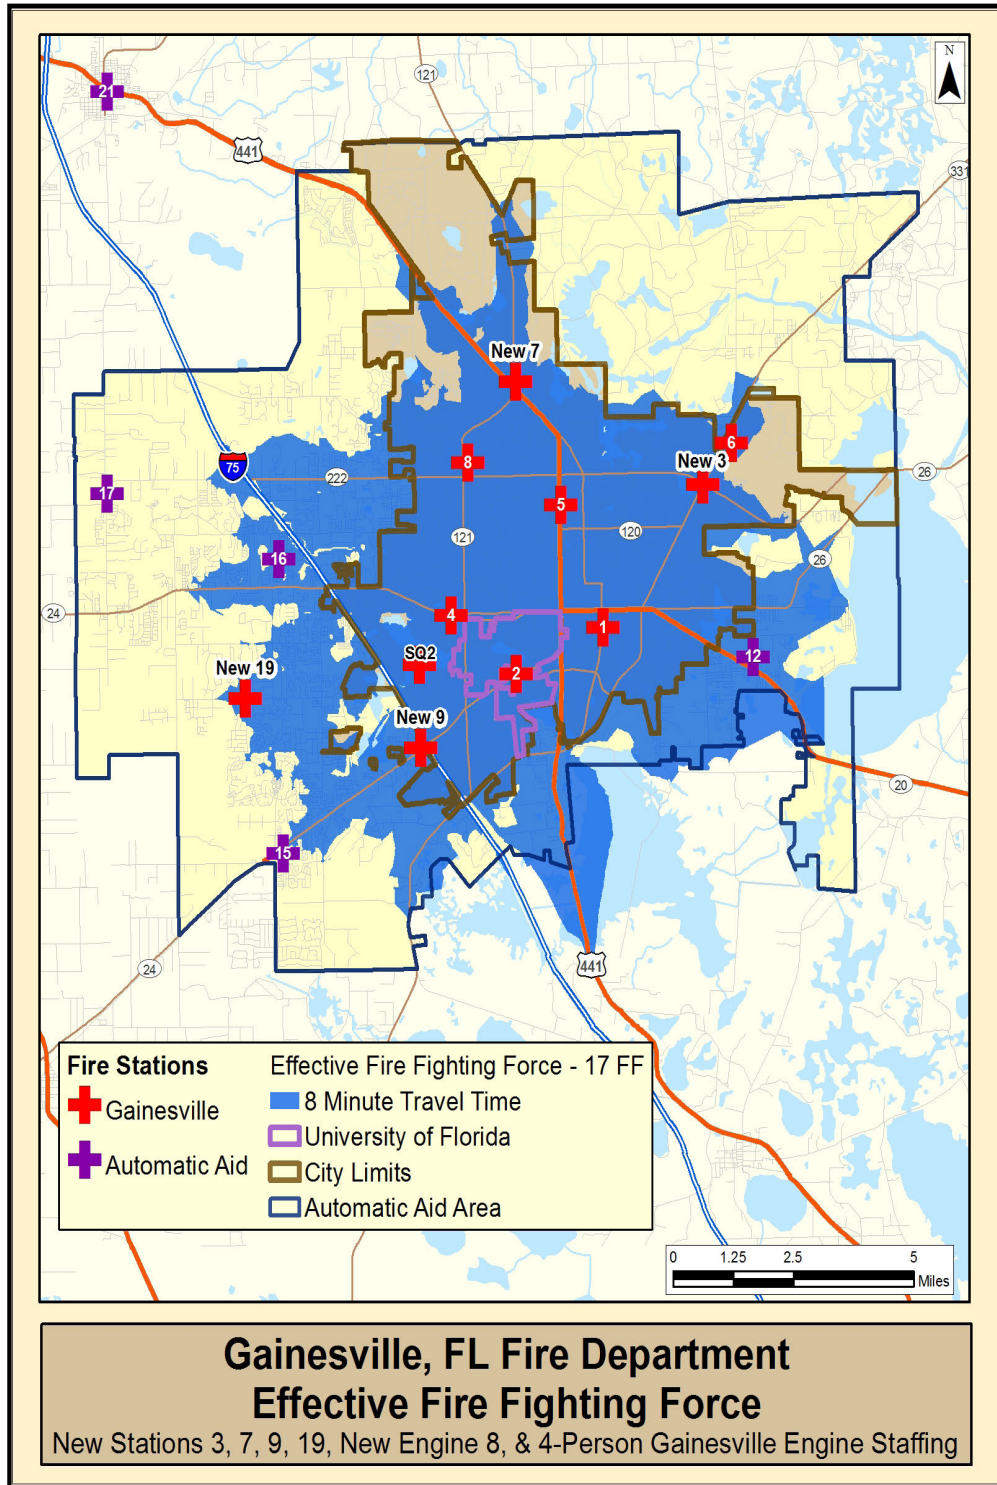 N
121
21
441
331
New 7
6
8
New 3
75
222
26
17
5
121
120
16
26
24
4
1
SQ2
12
New 19
2
New 9
20
15
441
24
Fire Stations
Gainesville
Automatic Aid
Effective Fire Fighting Force - 17 FF
8 Minute Travel Time
University of Florida
City Limits
Automatic Aid Area
0 1.25 2.5 5
Miles
Gainesville, FL Fire Department
Effective Fire Fighting Force
New Stations 3, 7, 9, 19, New Engine 8, & 4-Person Gainesville Engine Staffing